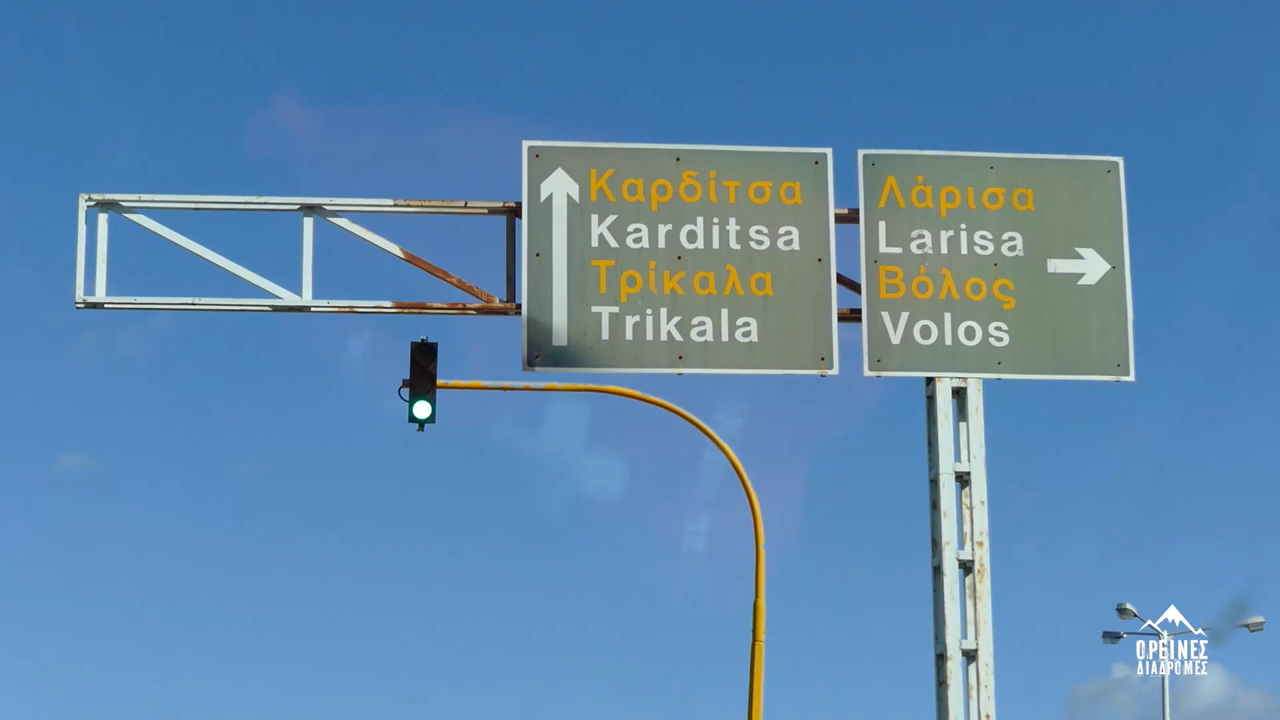 Καρδίτσα
Karditsa
Τρίκαλα
Trikala
Λάρισα
Larisa
Βόλος
Volos
ΟΡΕΙΝΕΣ
ΔΙΑΔΡΟΜΕΣ